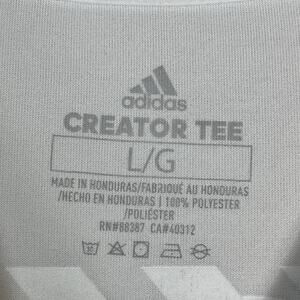 adidas
CREATOR TEE
L/G
MADE IN HONDURAS/FABRIQUÉ AU HONDURAS
/HECHO EN HONDURAS | 100% POLYESTER
/POLIÉSTER
RN#88387 CA#40312